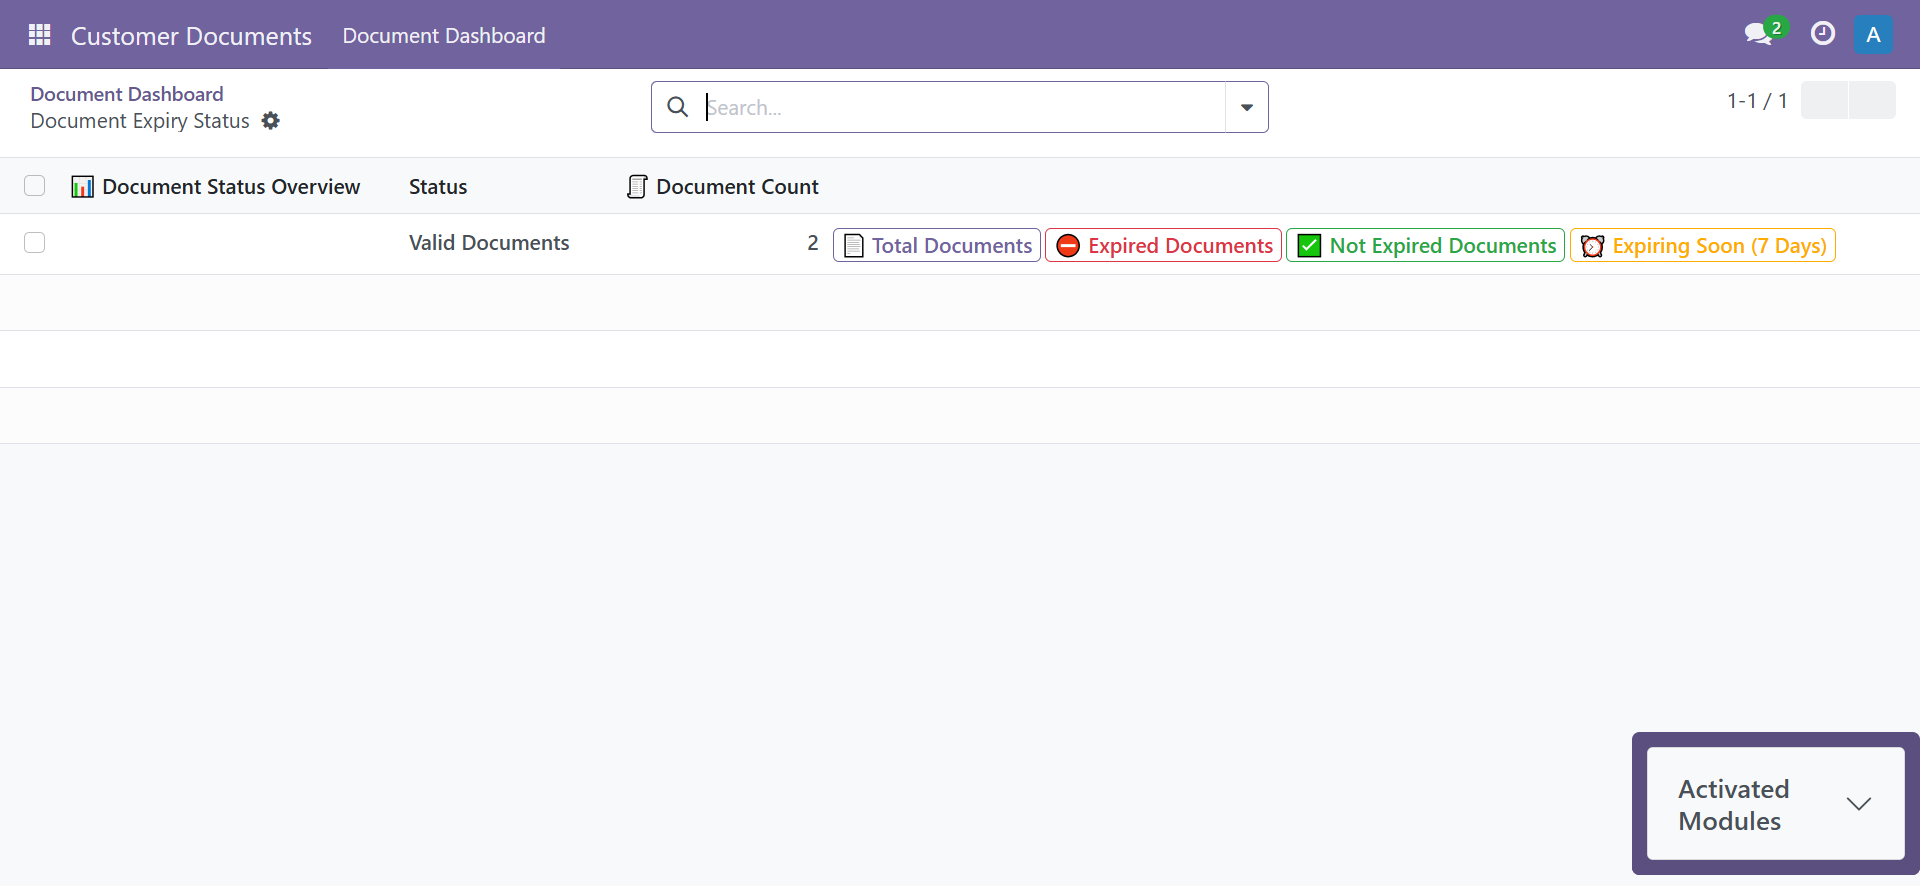 Customer Documents Document Dashboard 2 A
Document Dashboard
Document Expiry Status
Search...
1-1 / 1
Document Status Overview Status Document Count
Valid Documents 2 Total Documents Expired Documents Not Expired Documents Expiring Soon (7 Days)
Activated
Modules